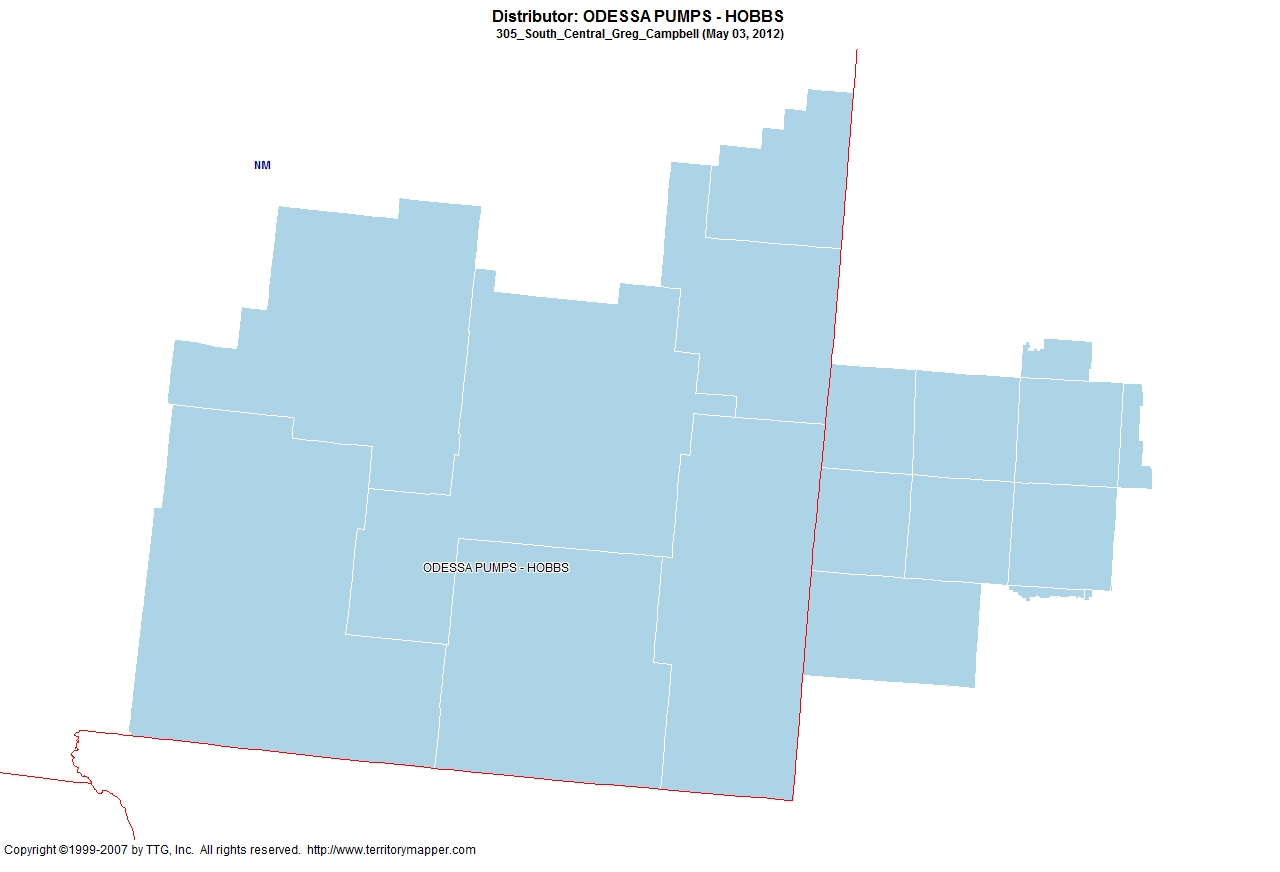 Distributor: ODESSA PUMPS - HOBBS
305_South_Central_Greg_Campbell (May 03, 2012)
NM
ODESSA PUMPS - HOBBS
Copyright ©1999-2007 by TTG, Inc. All rights reserved. http://www.territorymapper.com